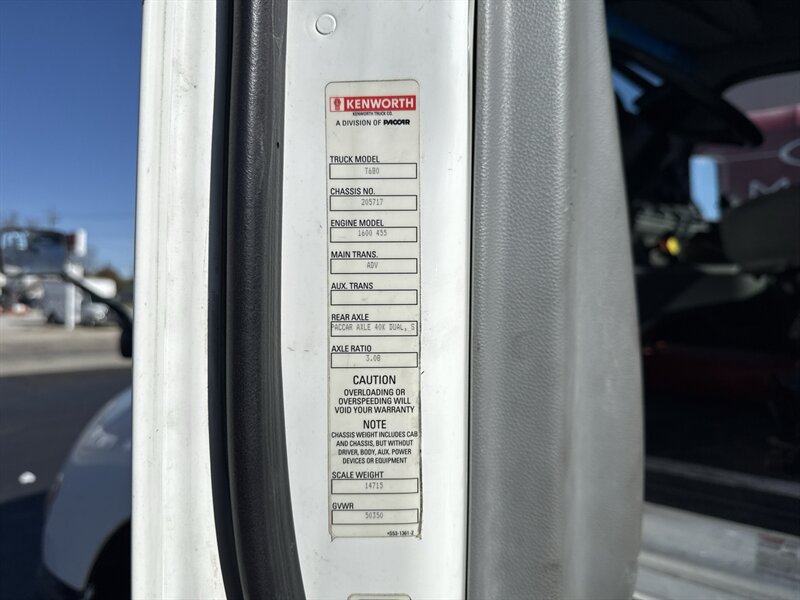 KENWORTH
KENWORTH TRUCK CO.
A DIVISION OF PACCAR
TRUCK MODEL
T680
CHASSIS NO.
205717
ENGINE MODEL
1600 455
MAIN TRANS.
ADV
AUX. TRANS
REAR AXLE
PACCAR AXLE 40K DUAL, S
AXLE RATIO
3.08
CAUTION
OVERLOADING OR
OVERSPEEDING WILL
VOID YOUR WARRANTY
NOTE
CHASSIS WEIGHT INCLUDES CAB
AND CHASSIS, BUT WITHOUT
DRIVER, BODY, AUX. POWER
DEVICES OR EQUIPMENT
SCALE WEIGHT
14715
GVWR
50350